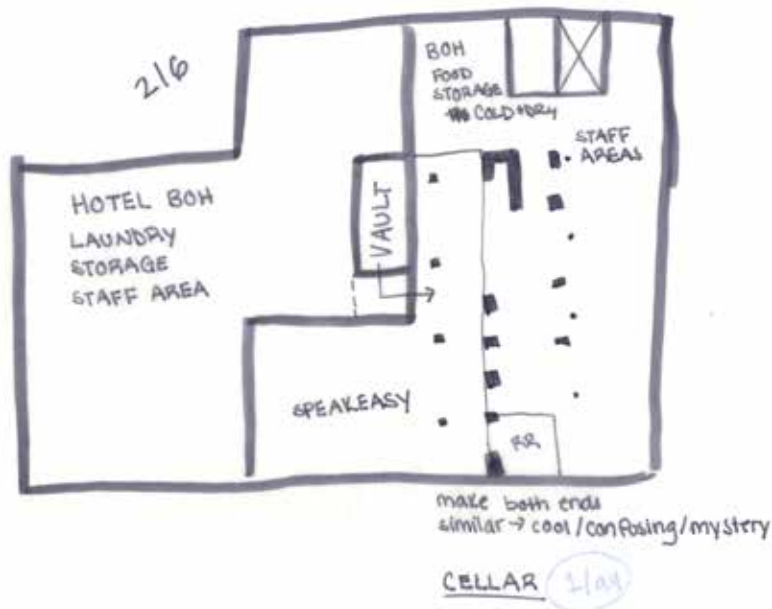 216
BOH
FOOD
STORAGE
COLD+DRY
STAFF
AREAS
HOTEL BOH
LAUNDRY
STORAGE
STAFF AREA
VAULT
SPEAKEASY
RR
make both ends
similar → cool/confusing/mystery
CELLAR